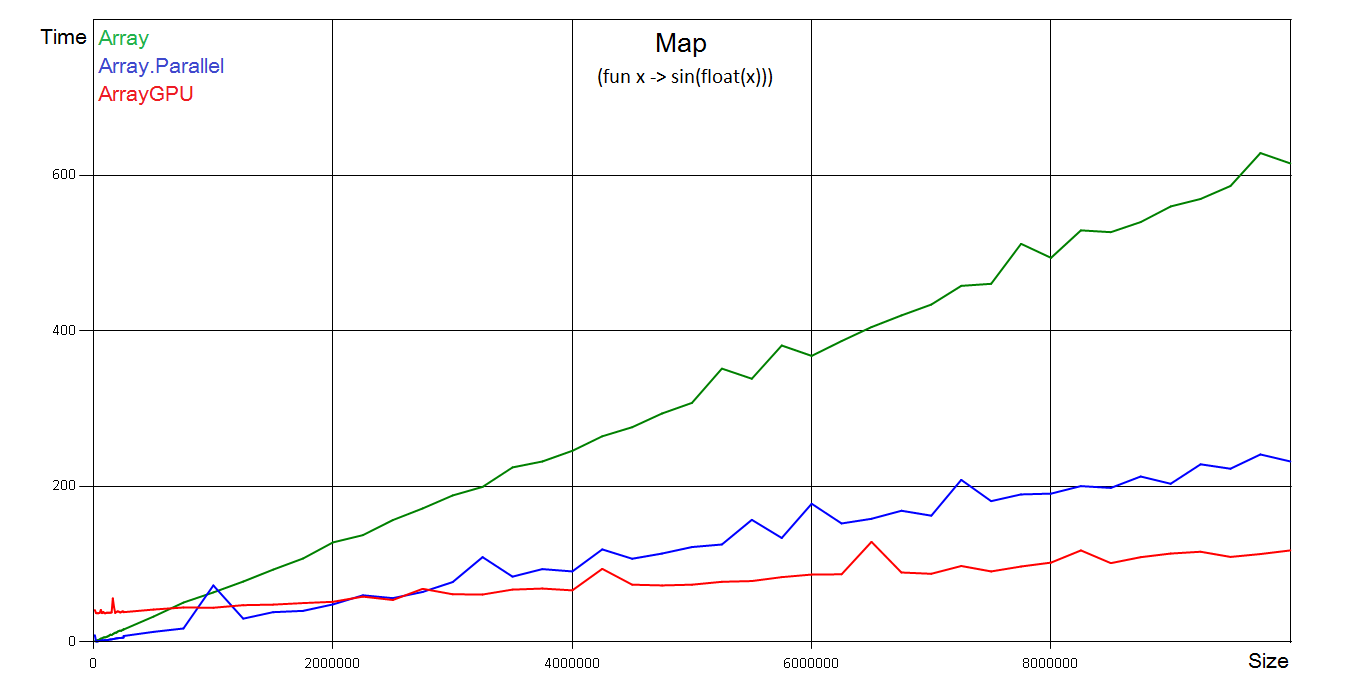 Time
Array
Array.Parallel
ArrayGPU
Map
(fun x -> sin(float(x)))
600
400
200
0
0 2000000 4000000 6000000 8000000 Size